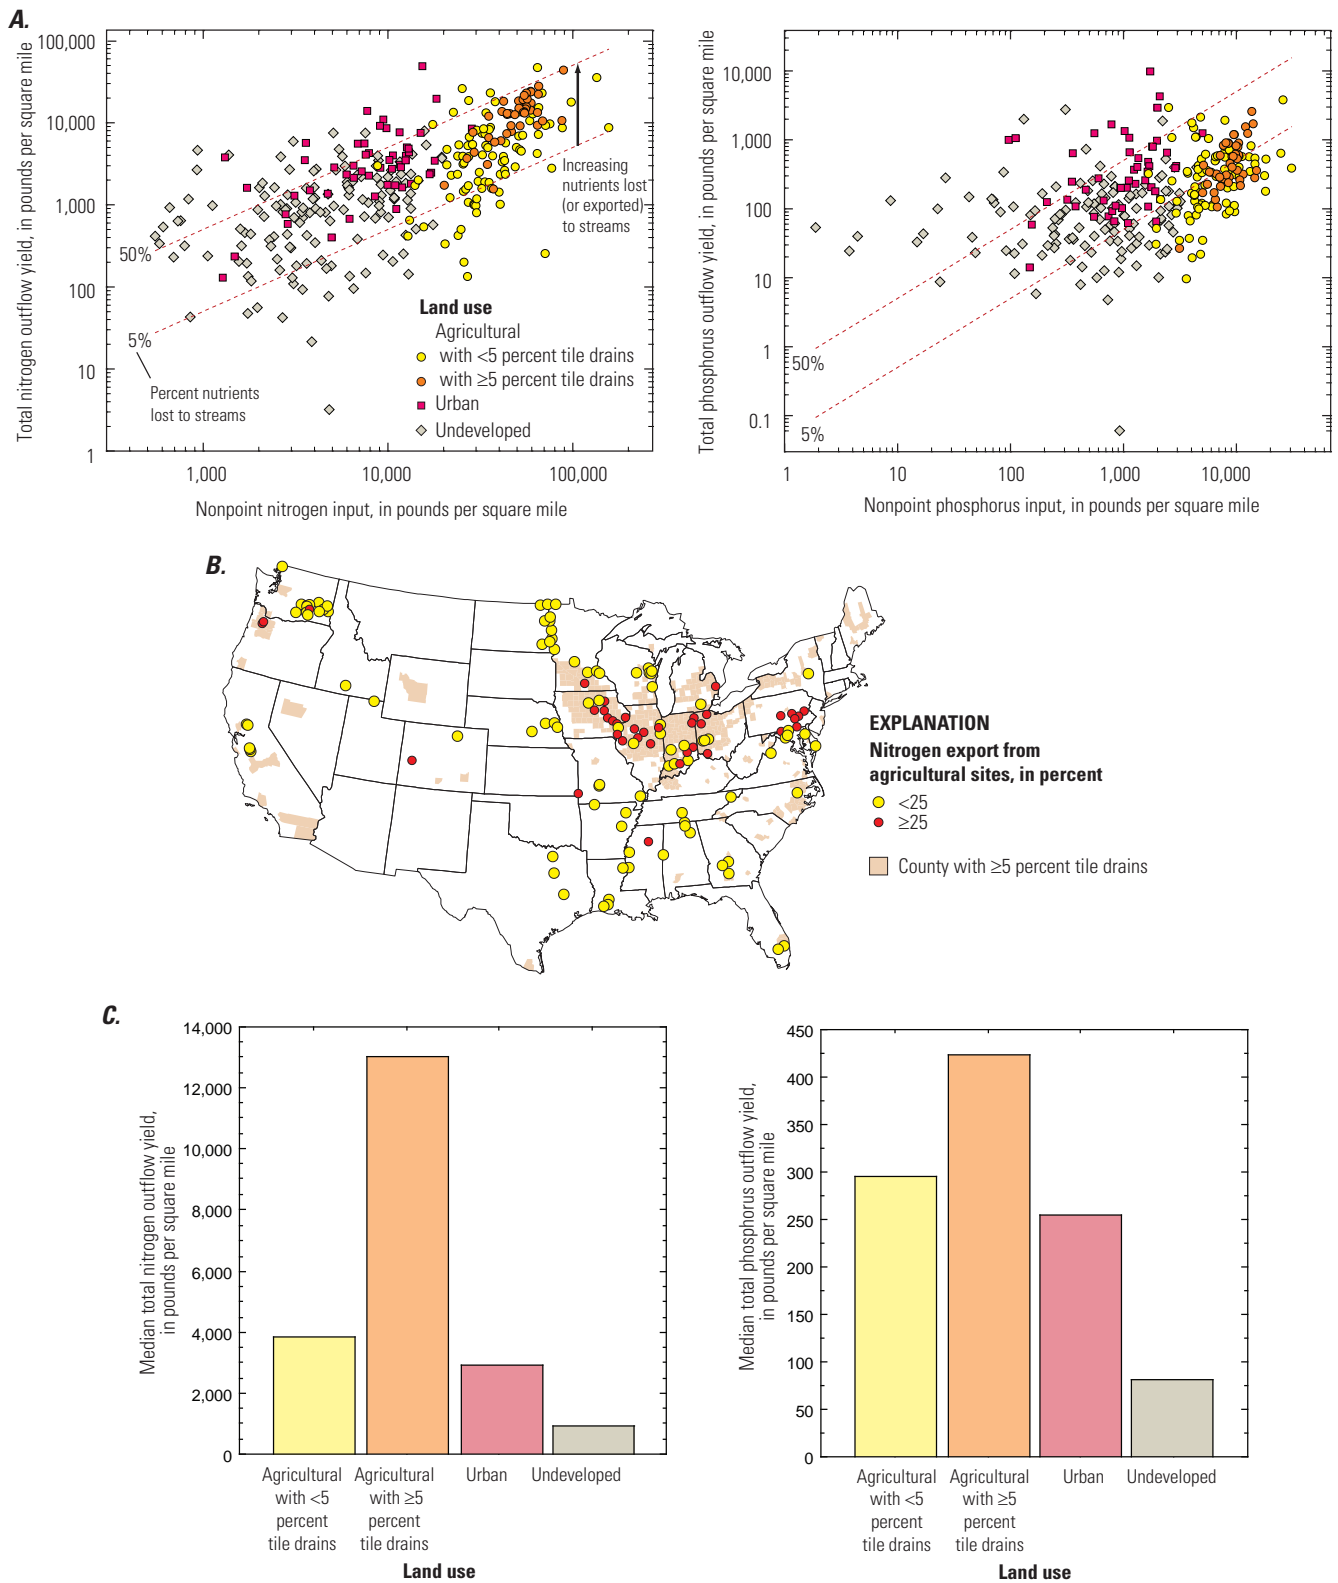 A.
Total nitrogen outflow yield, in pounds per square mile
100,000
10,000
1,000
100
10
1
50%
5%
Percent nutrients
lost to streams
Increasing
nutrients lost
(or exported)
to streams
Land use
Agricultural
with <5 percent tile drains
with ≥5 percent tile drains
Urban
Undeveloped
1,000
10,000
100,000
Nonpoint nitrogen input, in pounds per square mile
Total phosphorus outflow yield, in pounds per square mile
10,000
1,000
100
10
1
0.1
50%
5%
1
10
100
1,000
10,000
Nonpoint phosphorus input, in pounds per square mile
B.
EXPLANATION
Nitrogen export from
agricultural sites, in percent
<25
≥25
County with ≥5 percent tile drains
C.
Median total nitrogen outflow yield,
in pounds per square mile
14,000
12,000
10,000
8,000
6,000
4,000
2,000
0
Agricultural
with <5
percent
tile drains
Agricultural
with ≥5
percent
tile drains
Urban
Undeveloped
Land use
Median total phosphorus outflow yield,
in pounds per square mile
450
400
350
300
250
200
150
100
50
0
Agricultural
with <5
percent
tile drains
Agricultural
with ≥5
percent
tile drains
Urban
Undeveloped
Land use